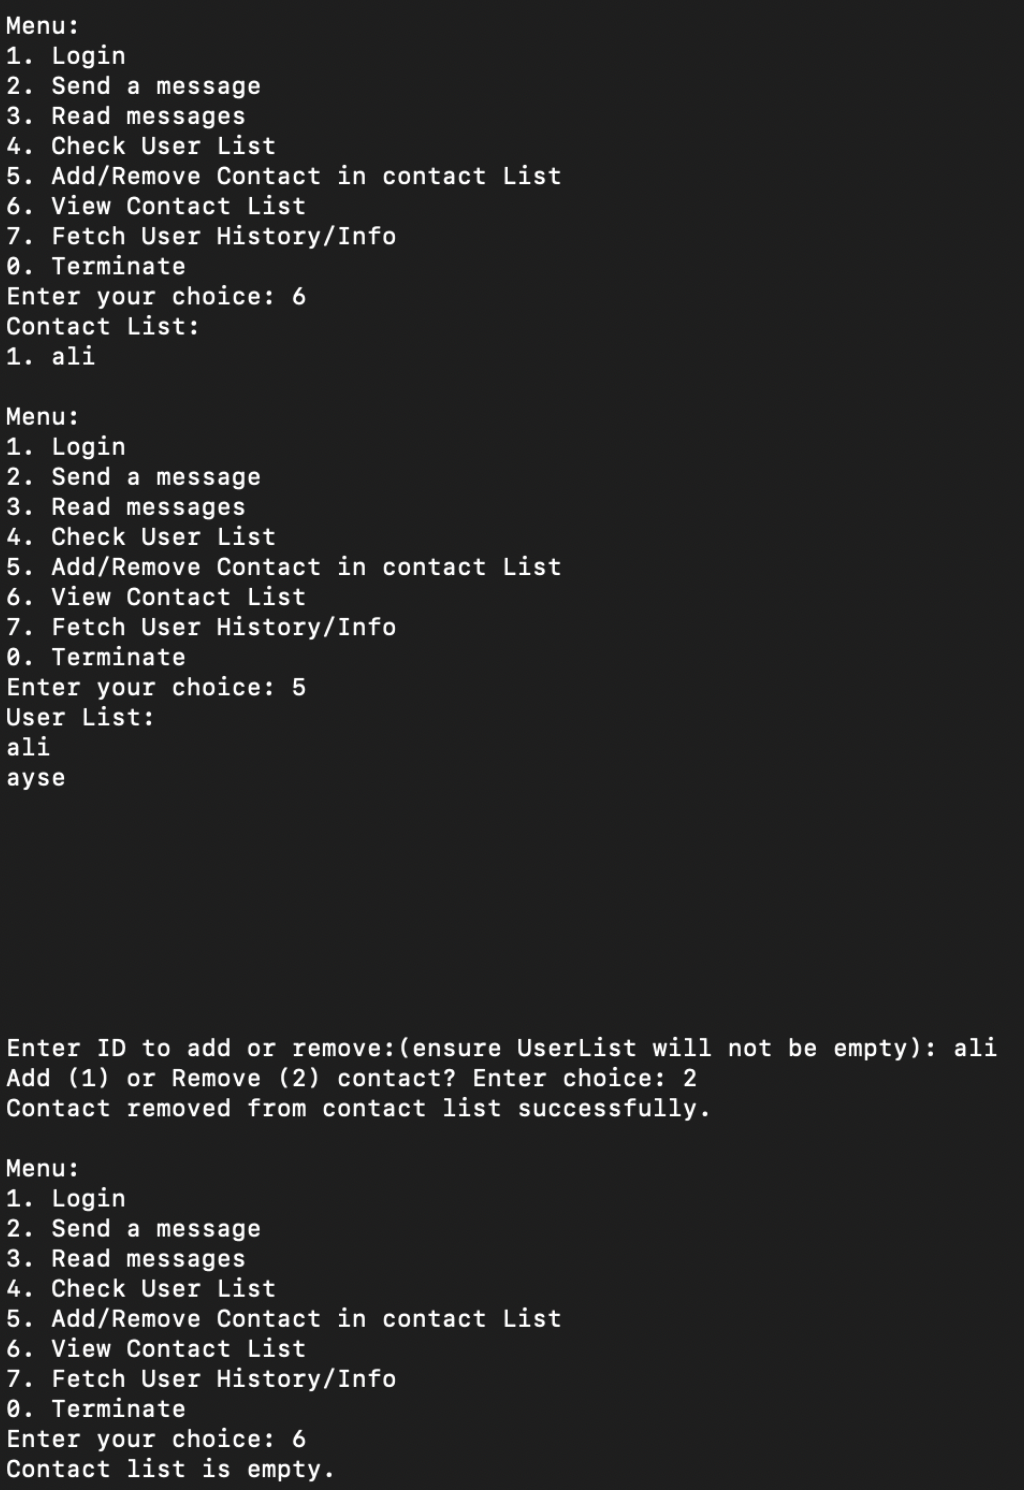 Menu:
1. Login
2. Send a message
3. Read messages
4. Check User List
5. Add/Remove Contact in contact List
6. View Contact List
7. Fetch User History/Info
0. Terminate
Enter your choice: 6
Contact List:
1. ali
Menu:
1. Login
2. Send a message
3. Read messages
4. Check User List
5. Add/Remove Contact in contact List
6. View Contact List
7. Fetch User History/Info
0. Terminate
Enter your choice: 5
User List:
ali
ayse
Enter ID to add or remove:(ensure UserList will not be empty): ali
Add (1) or Remove (2) contact? Enter choice: 2
Contact removed from contact list successfully.
Menu:
1. Login
2. Send a message
3. Read messages
4. Check User List
5. Add/Remove Contact in contact List
6. View Contact List
7. Fetch User History/Info
0. Terminate
Enter your choice: 6
Contact list is empty.